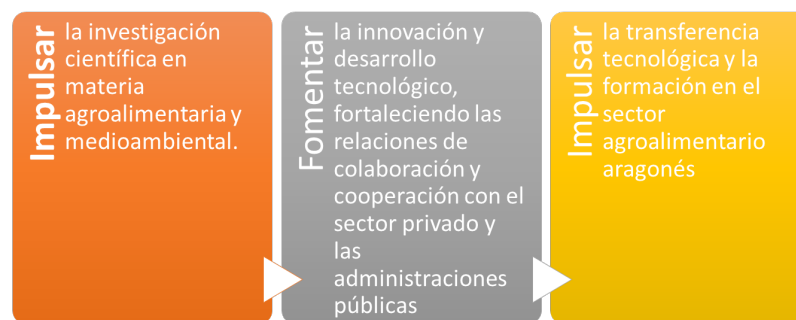 Impulsar
la investigación
científica en
materia
agroalimentaria y
medioambiental.
Fomentar
la innovación y
desarrollo
tecnológico,
fortaleciendo las
relaciones de
colaboración y
cooperación con el
sector privado y
las
administraciones
públicas
Impulsar
la transferencia
tecnológica y la
formación en el
sector
agroalimentario
aragonés